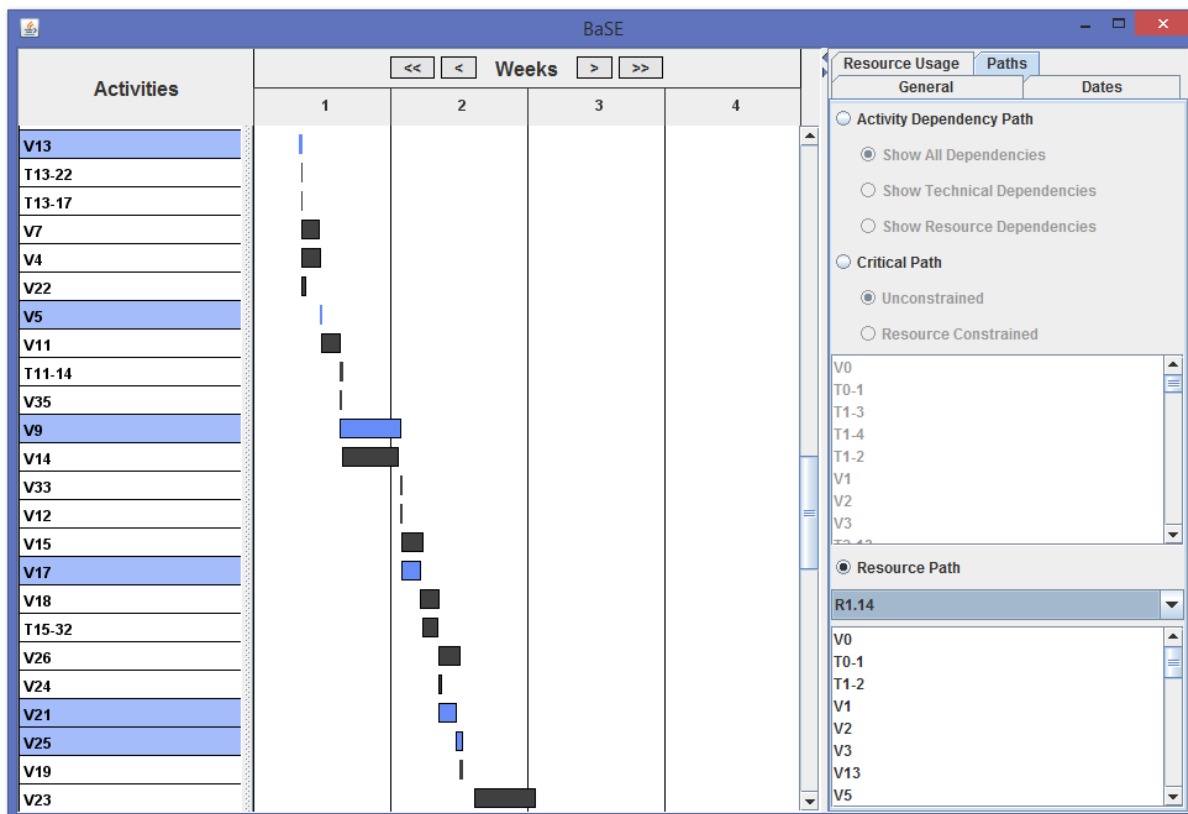 BaSE
Activities
<< < Weeks > >>
1 2 3 4
V13
T13-22
T13-17
V7
V4
V22
V5
V11
T11-14
V35
V9
V14
V33
V12
V15
V17
V18
T15-32
V26
V24
V21
V25
V19
V23
Resource Usage Paths
General Dates
Activity Dependency Path
Show All Dependencies
Show Technical Dependencies
Show Resource Dependencies
Critical Path
Unconstrained
Resource Constrained
V0
T0-1
T1-3
T1-4
T1-2
V1
V2
V3
Resource Path
R1.14
V0
T0-1
T1-2
V1
V2
V3
V13
V5